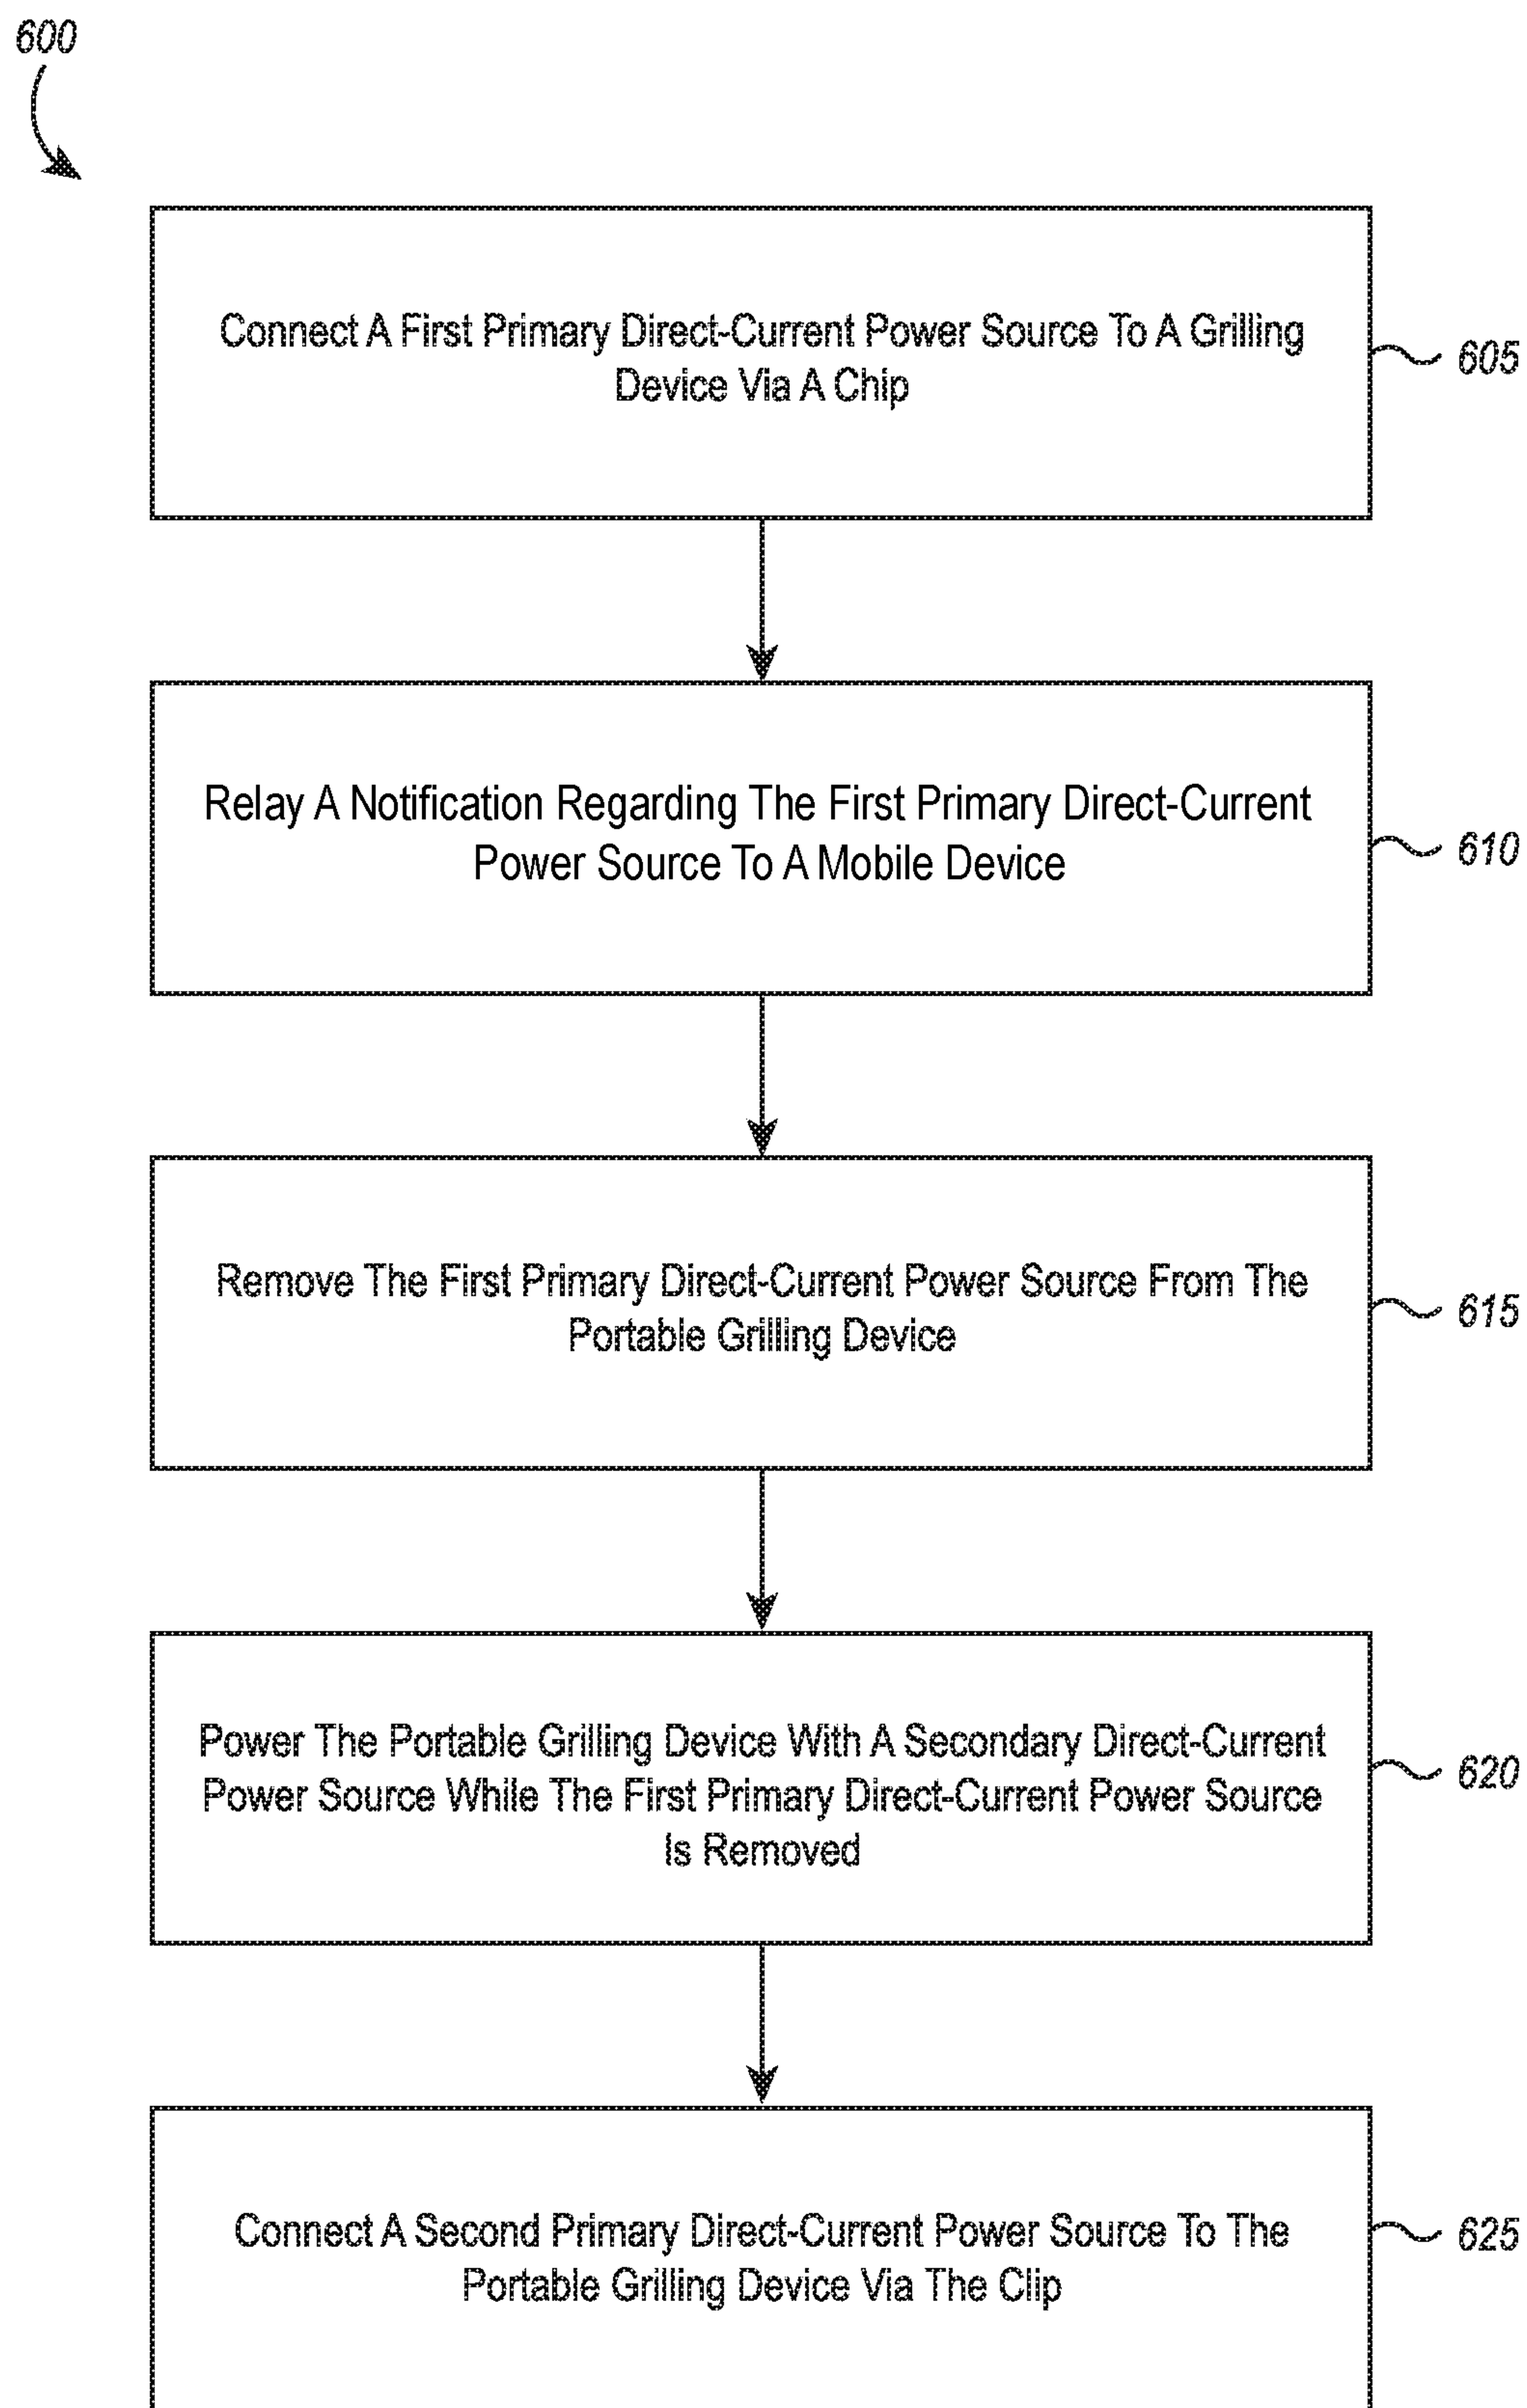 600
Connect A First Primary Direct-Current Power Source To A Grilling
Device Via A Chip
605
Relay A Notification Regarding The First Primary Direct-Current
Power Source To A Mobile Device
610
Remove The First Primary Direct-Current Power Source From The
Portable Grilling Device
615
Power The Portable Grilling Device With A Secondary Direct-Current
Power Source While The First Primary Direct-Current Power Source
Is Removed
620
Connect A Second Primary Direct-Current Power Source To The
Portable Grilling Device Via The Clip
625